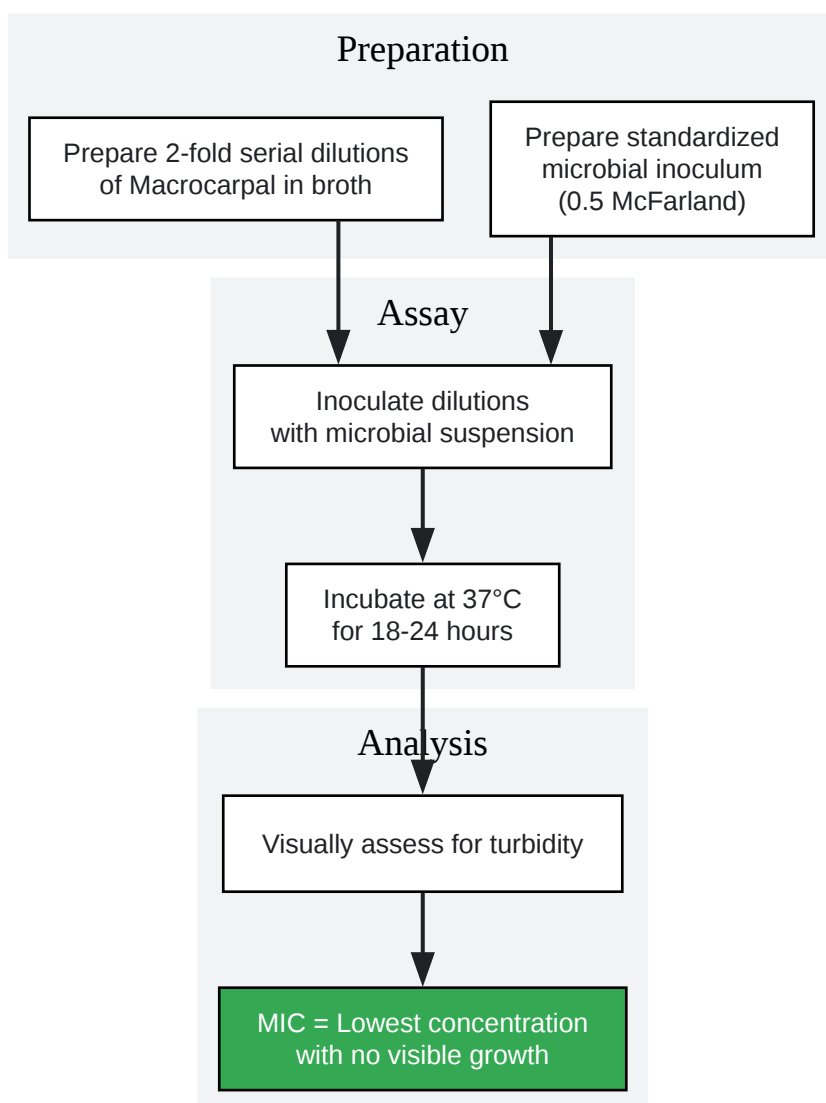 Preparation
Prepare 2-fold serial dilutions
of Macrocarpal in broth
Prepare standardized
microbial inoculum
(0.5 McFarland)
Assay
Inoculate dilutions
with microbial suspension
Incubate at 37°C
for 18-24 hours
Analysis
Visually assess for turbidity
MIC = Lowest concentration
with no visible growth